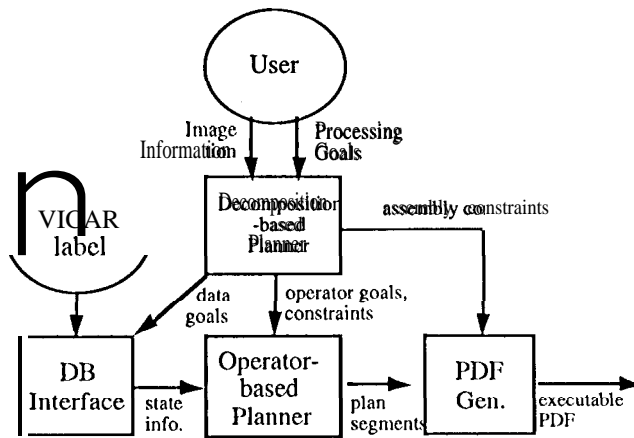 User
Image
Information
Processing
Goals
VICAR
label
Decomposition
-based
Planner
assembly constraints
data
goals
operator goals,
constraints
DB
Interface
state
info.
Operator-
based
Planner
plan
segments
PDF
Gen.
executable
PDF